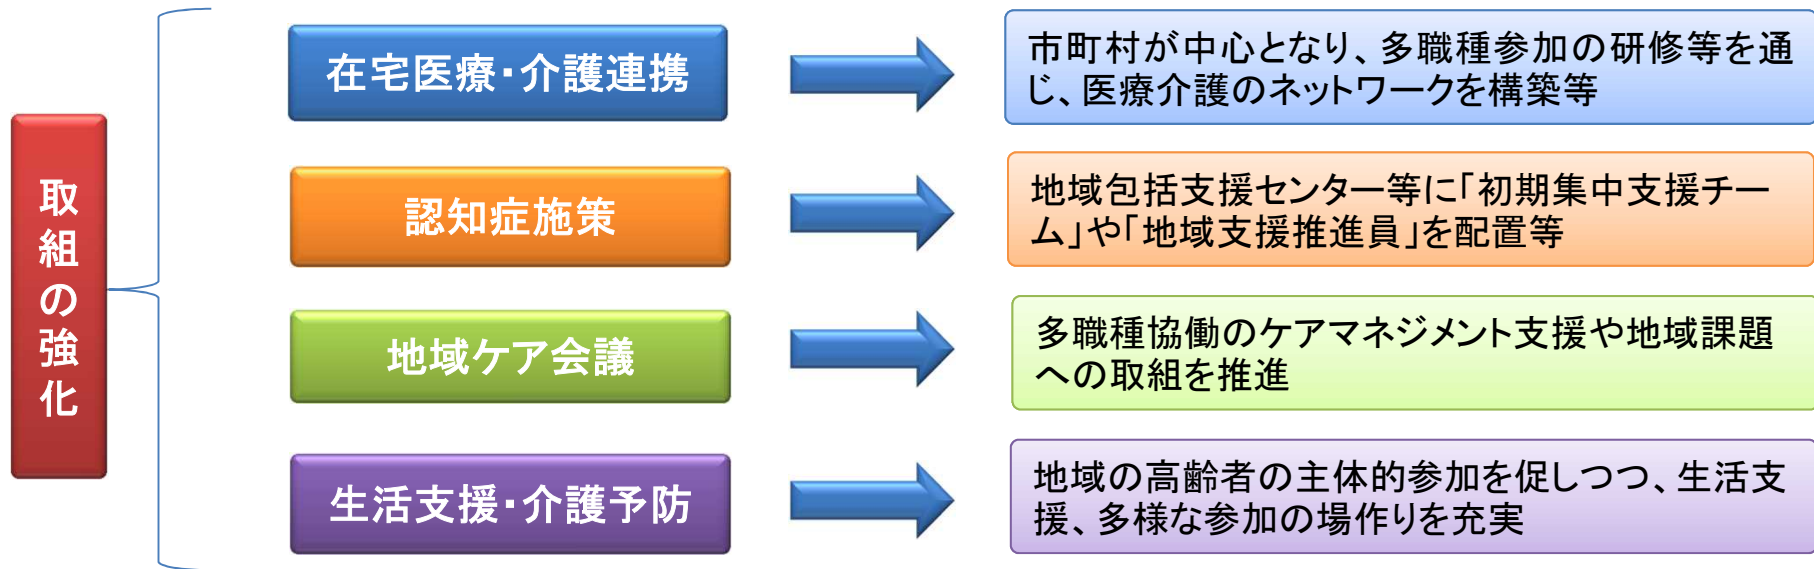 取組の強化
在宅医療・介護連携
市町村が中心となり、多職種参加の研修等を通
じ、医療介護のネットワークを構築等
認知症施策
地域包括支援センター等に「初期集中支援チー
ム」や「地域支援推進員」を配置等
地域ケア会議
多職種協働のケアマネジメント支援や地域課題
への取組を推進
生活支援・介護予防
地域の高齢者の主体的参加を促しつつ、生活支
援、多様な参加の場作りを充実